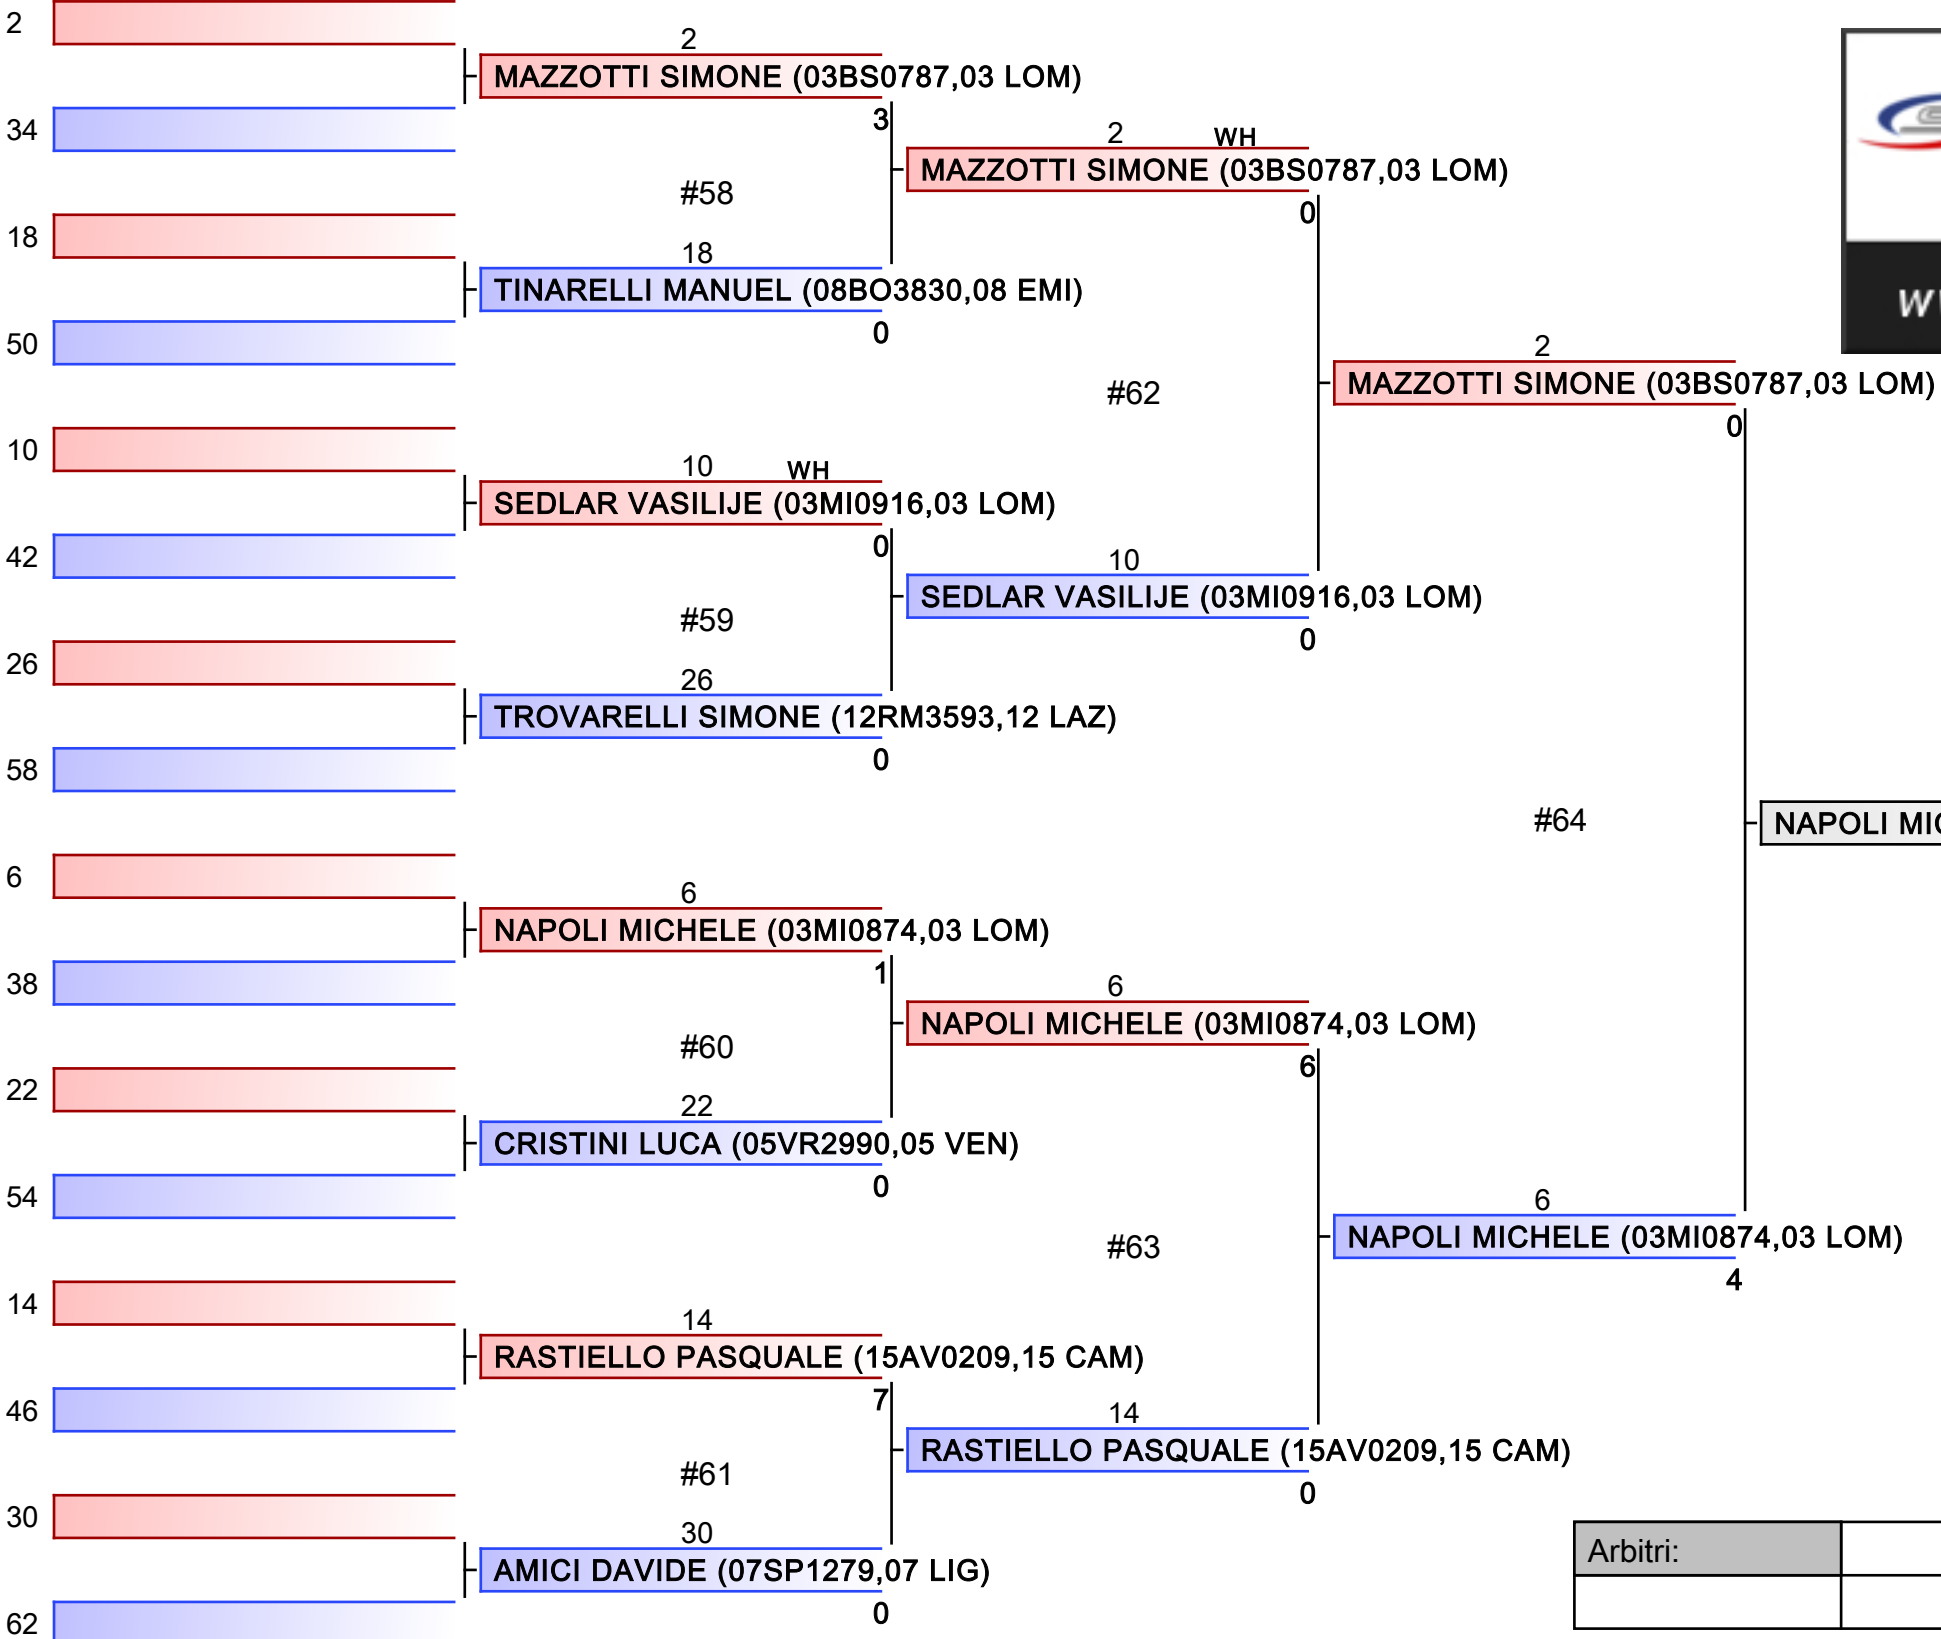 2
34
18
50
10
42
26
58
6
38
22
54
14
46
30
62
2
MAZZOTTI SIMONE (03BS0787,03 LOM)
3
#58
18
TINARELLI MANUEL (08BO3830,08 EMI)
0
10 WH
SEDLAR VASILIJE (03MI0916,03 LOM)
0
#59
26
TROVARELLI SIMONE (12RM3593,12 LAZ)
0
6
NAPOLI MICHELE (03MI0874,03 LOM)
1
#60
22
CRISTINI LUCA (05VR2990,05 VEN)
0
14
RASTIELLO PASQUALE (15AV0209,15 CAM)
7
#61
30
AMICI DAVIDE (07SP1279,07 LIG)
0
2 WH
MAZZOTTI SIMONE (03BS0787,03 LOM)
0
#62
10
SEDLAR VASILIJE (03MI0916,03 LOM)
0
6
NAPOLI MICHELE (03MI0874,03 LOM)
6
#63
14
RASTIELLO PASQUALE (15AV0209,15 CAM)
0
2
MAZZOTTI SIMONE (03BS0787,03 LOM)
0
#64
6
NAPOLI MICHELE (03MI0874,03 LOM)
4
NAPOLI
Arbitri: